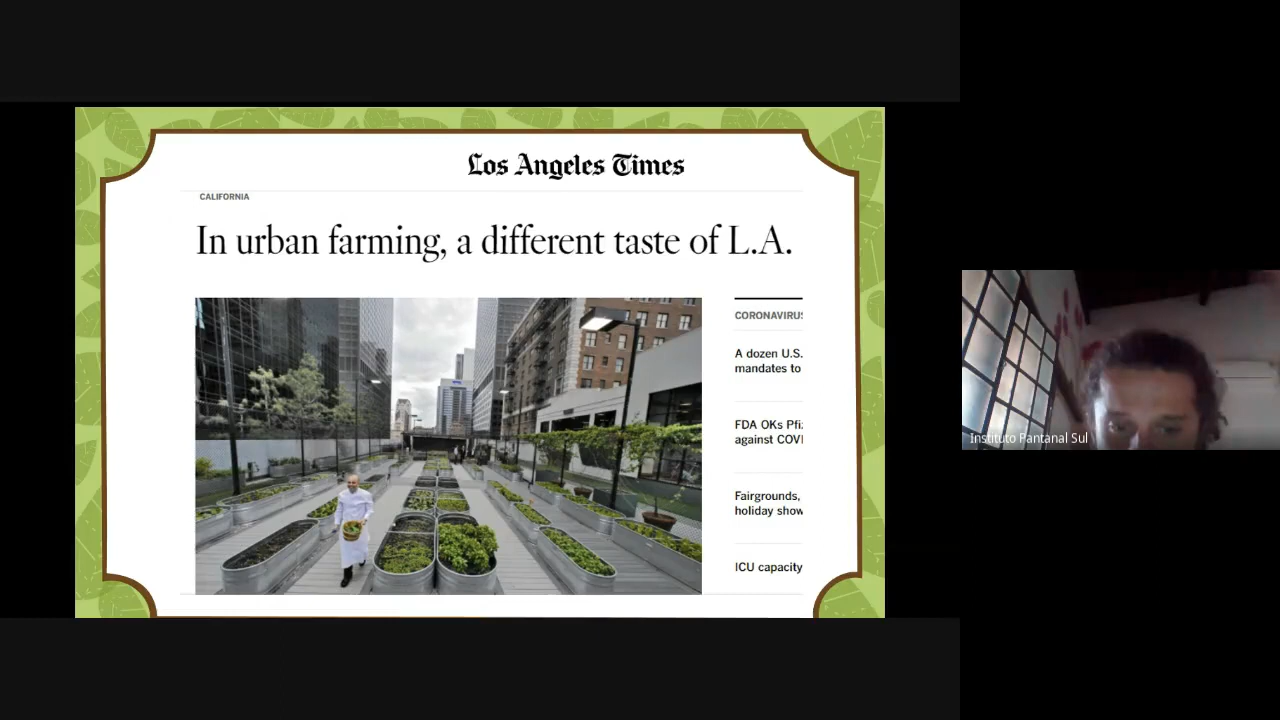 Los Angeles Times
CALIFORNIA
In urban farming, a different taste of L.A.
CORONAVIRUS
A dozen U.S.
mandates to
FDA OKs Pfiz
against COVI
Fairgrounds,
holiday show
ICU capacity
Instituto Pantanal Sul